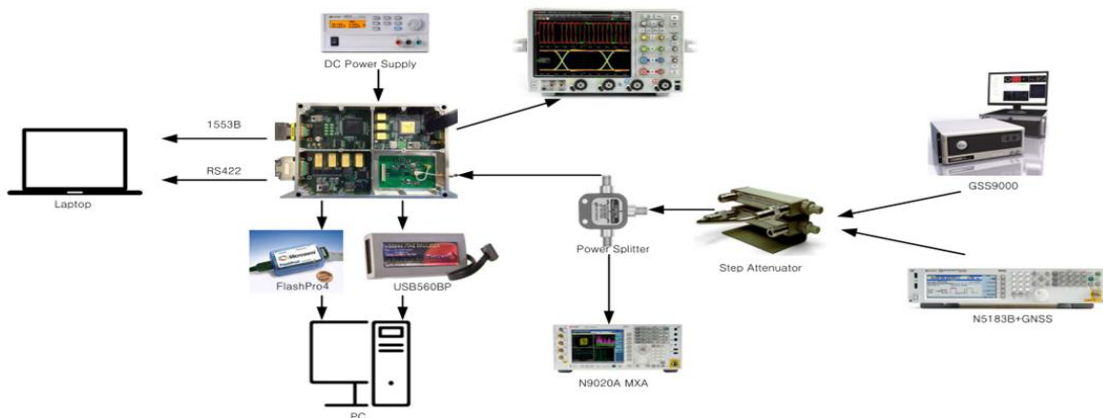 DC Power Supply
1553B
RS422
Laptop
GSS9000
Power Splitter
Step Attenuator
FlashPro4
USB560BP
N5183B+GNSS
N9020A MXA
PC